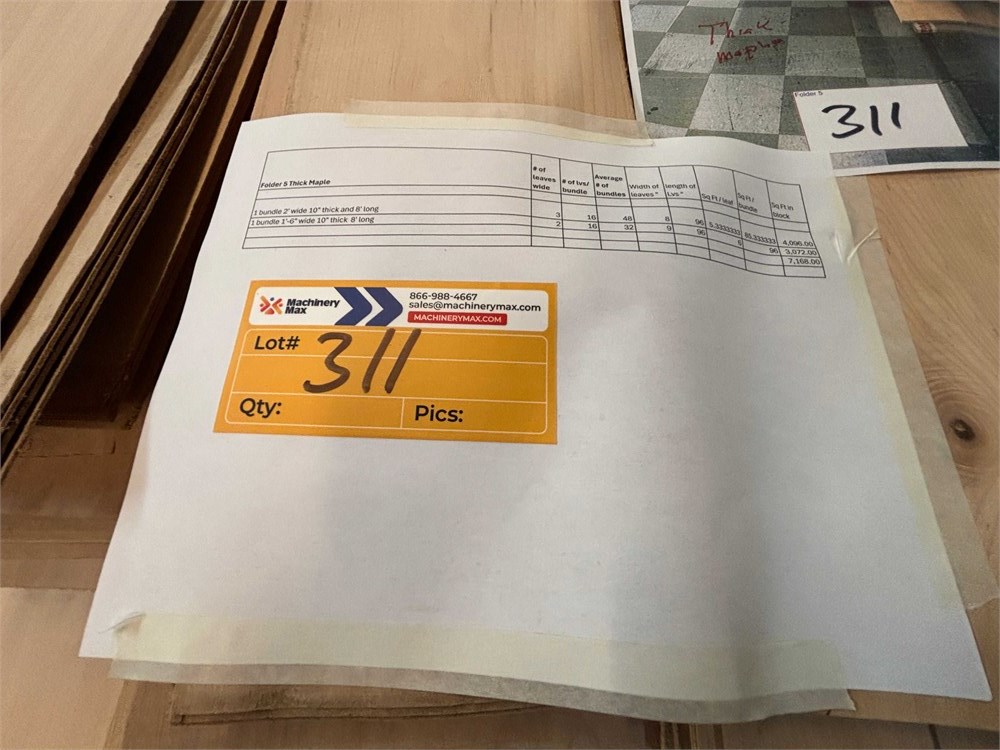 Thick
maple
Folder 5
311
Folder 5 Thick Maple | # of leaves wide | # of lvs/ bundle | Average # of bundles | Width of leaves " | length of Lvs " | Sq Ft / leaf | Sq Ft / bundle | Sq Ft in block
1 bundle 2' wide 10" thick and 8' long | 3 | 16 | 48 | 8 | 96 | 5.3333333 | 85.333333 | 4,096.00
1 bundle 1'-6" wide 10" thick 8' long | 2 | 16 | 32 | 9 | 96 | 6 | 96 | 3,072.00
7,168.00
Machinery Max
866-988-4667
sales@machinerymax.com
MACHINERYMAX.COM
Lot# 311
Qty: Pics: